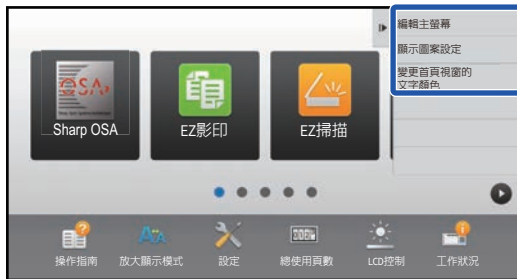 編輯主螢幕
顯示圖案設定
變更首頁視窗的
文字顏色
OSA
Sharp OSA
EZ影印
EZ掃描
操作指南
放大顯示模式
設定
總使用頁數
LCD控制
工作狀況